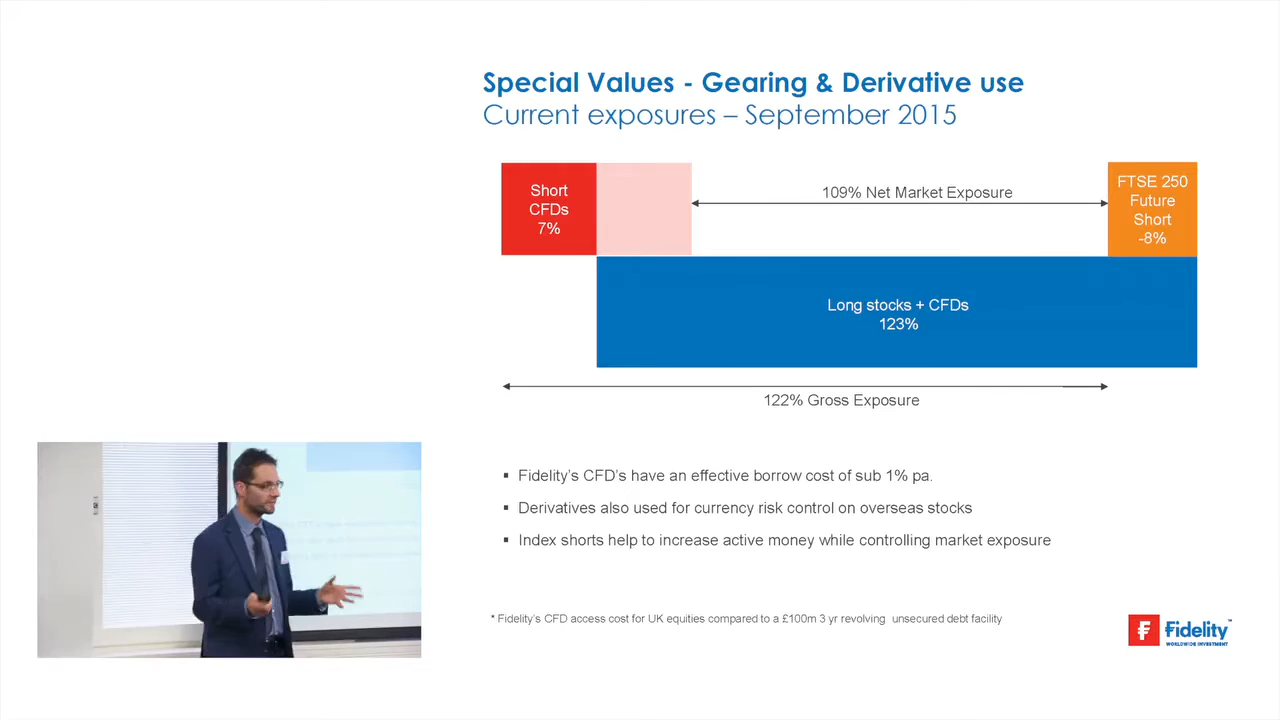 Special Values - Gearing & Derivative use
Current exposures – September 2015
Short
CFDs
7%
109% Net Market Exposure
FTSE 250
Future
Short
-8%
Long stocks + CFDs
123%
122% Gross Exposure
▪ Fidelity’s CFD’s have an effective borrow cost of sub 1% pa.
▪ Derivatives also used for currency risk control on overseas stocks
▪ Index shorts help to increase active money while controlling market exposure
* Fidelity’s CFD access cost for UK equities compared to a £100m 3 yr revolving unsecured debt facility
Fidelity™
WORLDWIDE INVESTMENT